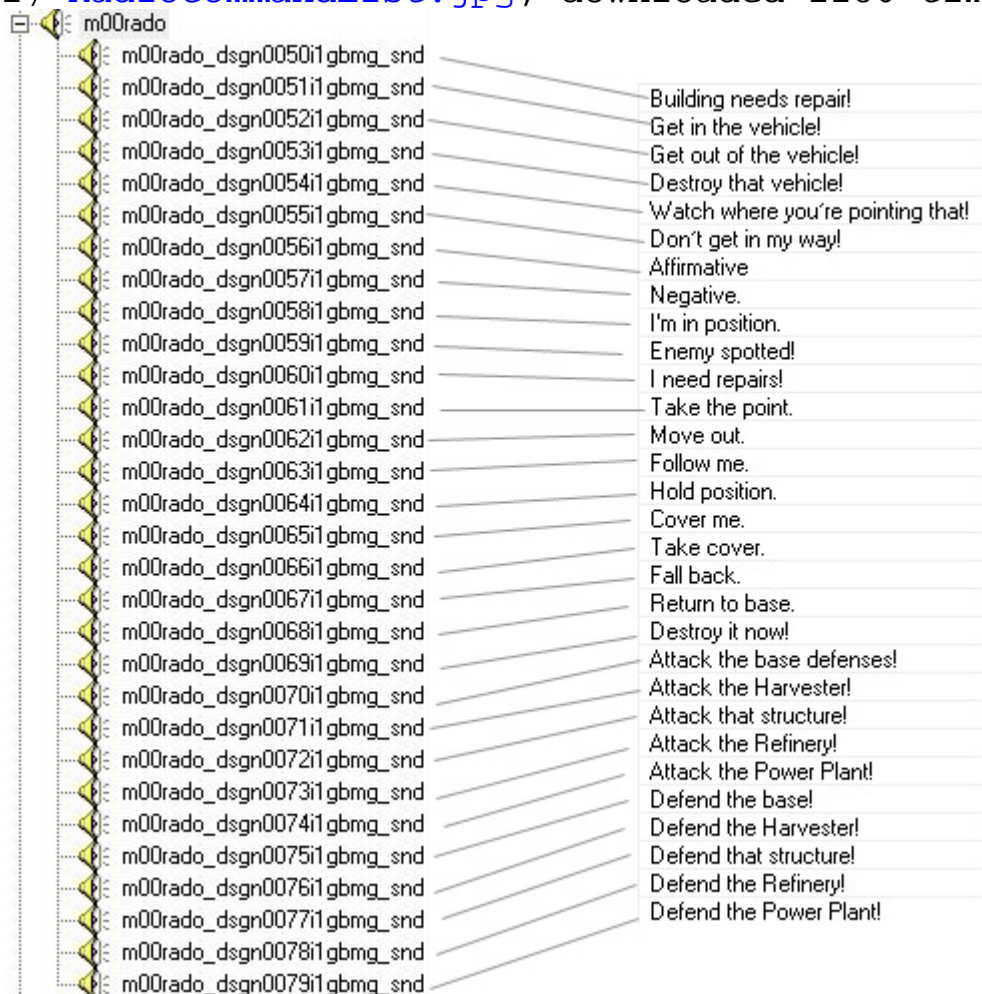 m00rado
m00rado_dsgn0050i1gbmg_snd
m00rado_dsgn0051i1gbmg_snd
m00rado_dsgn0052i1gbmg_snd
m00rado_dsgn0053i1gbmg_snd
m00rado_dsgn0054i1gbmg_snd
m00rado_dsgn0055i1gbmg_snd
m00rado_dsgn0056i1gbmg_snd
m00rado_dsgn0057i1gbmg_snd
m00rado_dsgn0058i1gbmg_snd
m00rado_dsgn0059i1gbmg_snd
m00rado_dsgn0060i1gbmg_snd
m00rado_dsgn0061i1gbmg_snd
m00rado_dsgn0062i1gbmg_snd
m00rado_dsgn0063i1gbmg_snd
m00rado_dsgn0064i1gbmg_snd
m00rado_dsgn0065i1gbmg_snd
m00rado_dsgn0066i1gbmg_snd
m00rado_dsgn0067i1gbmg_snd
m00rado_dsgn0068i1gbmg_snd
m00rado_dsgn0069i1gbmg_snd
m00rado_dsgn0070i1gbmg_snd
m00rado_dsgn0071i1gbmg_snd
m00rado_dsgn0072i1gbmg_snd
m00rado_dsgn0073i1gbmg_snd
m00rado_dsgn0074i1gbmg_snd
m00rado_dsgn0075i1gbmg_snd
m00rado_dsgn0076i1gbmg_snd
m00rado_dsgn0077i1gbmg_snd
m00rado_dsgn0078i1gbmg_snd
m00rado_dsgn0079i1gbmg_snd
Building needs repair!
Get in the vehicle!
Get out of the vehicle!
Destroy that vehicle!
Watch where you´re pointing that!
Don´t get in my way!
Affirmative
Negative.
I'm in position.
Enemy spotted!
I need repairs!
Take the point.
Move out.
Follow me.
Hold position.
Cover me.
Take cover.
Fall back.
Return to base.
Destroy it now!
Attack the base defenses!
Attack the Harvester!
Attack that structure!
Attack the Refinery!
Attack the Power Plant!
Defend the base!
Defend the Harvester!
Defend that structure!
Defend the Refinery!
Defend the Power Plant!